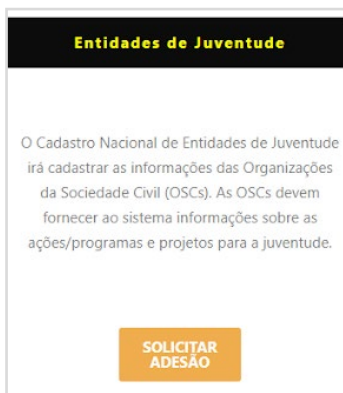 Entidades de Juventude
O Cadastro Nacional de Entidades de Juventude
irá cadastrar as informações das Organizações
da Sociedade Civil (OSCs). As OSCs devem
fornecer ao sistema informações sobre as
ações/programas e projetos para a juventude.
SOLICITAR
ADESÃO